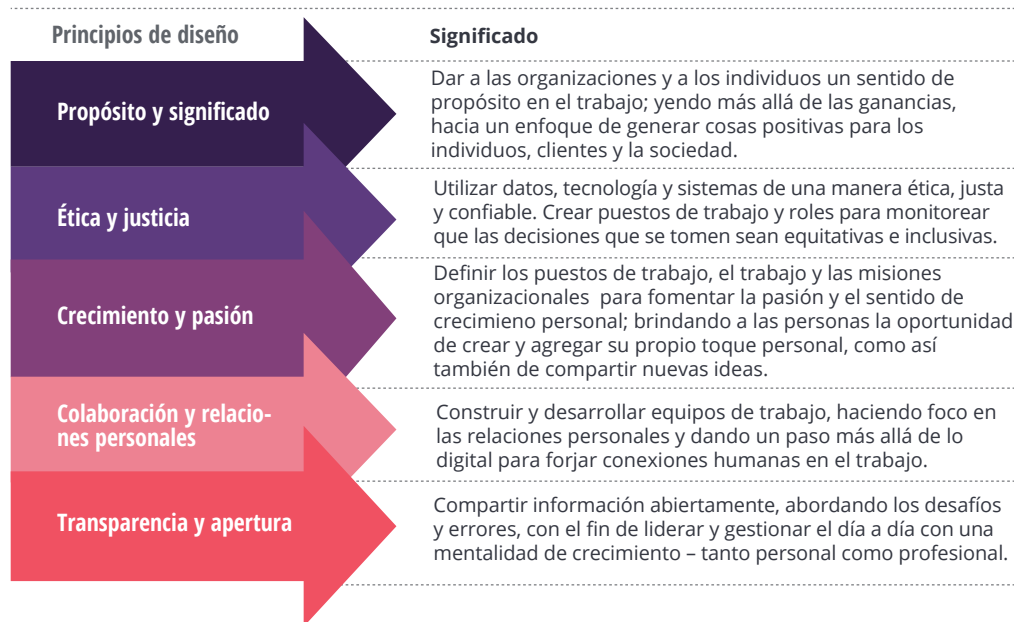 Principios de diseño
Significado
Propósito y significado
Dar a las organizaciones y a los individuos un sentido de
propósito en el trabajo; yendo más allá de las ganancias,
hacia un enfoque de generar cosas positivas para los
individuos, clientes y la sociedad.
Ética y justicia
Utilizar datos, tecnología y sistemas de una manera ética, justa
y confiable. Crear puestos de trabajo y roles para monitorear
que las decisiones que se tomen sean equitativas e inclusivas.
Crecimiento y pasión
Definir los puestos de trabajo, el trabajo y las misiones
organizacionales  para fomentar la pasión y el sentido de
crecimieno personal; brindando a las personas la oportunidad
de crear y agregar su propio toque personal, como así
también de compartir nuevas ideas.
Colaboración y relacio-
nes personales
Construir y desarrollar equipos de trabajo, haciendo foco en
las relaciones personales y dando un paso más allá de lo
digital para forjar conexiones humanas en el trabajo.
Transparencia y apertura
Compartir información abiertamente, abordando los desafíos
y errores, con el fin de liderar y gestionar el día a día con una
mentalidad de crecimiento – tanto personal como profesional.